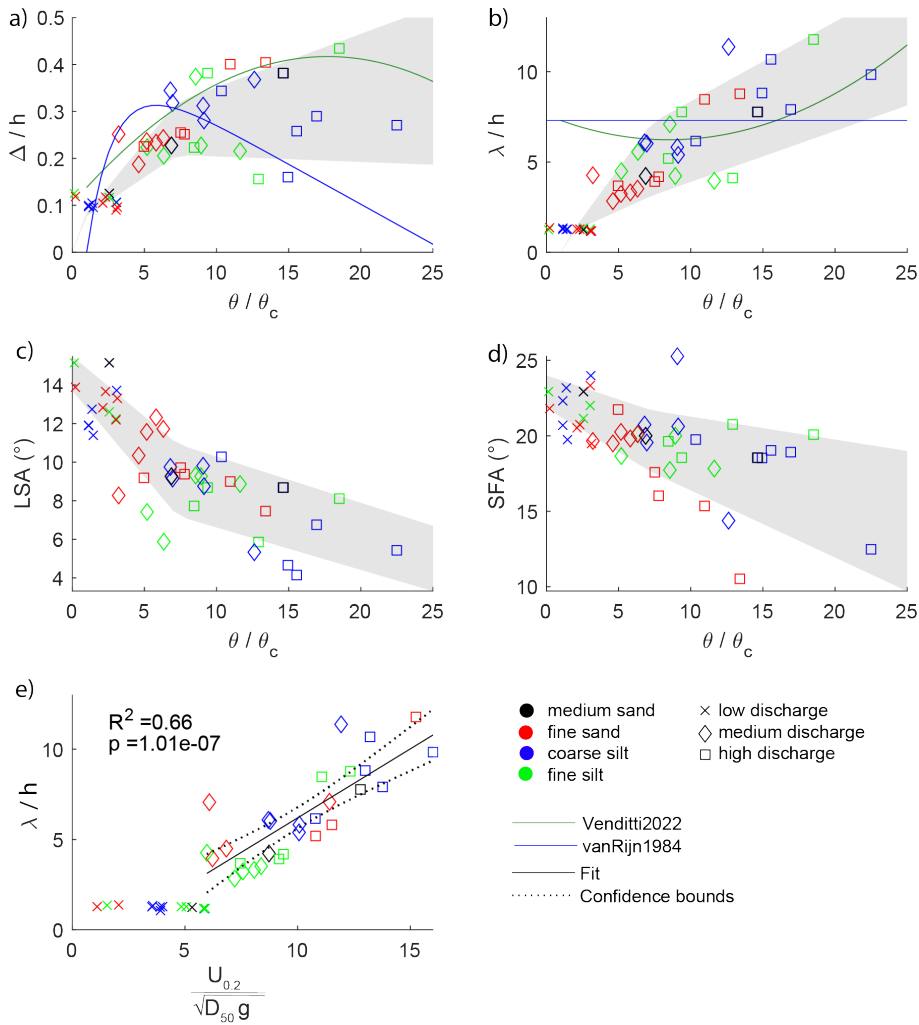 a)
Δ / h
0.5
0.4
0.3
0.2
0.1
0
0 5 10 15 20 25
θ / θc
b)
λ / h
10
5
0
0 5 10 15 20 25
θ / θc
c)
LSA (°)
14
12
10
8
6
4
0 5 10 15 20 25
θ / θc
d)
SFA (°)
25
20
15
10
0 5 10 15 20 25
θ / θc
e)
R2 =0.66
p =1.01e-07
λ / h
10
5
0
0 5 10 15
U0.2
√D50 g
medium sand
fine sand
coarse silt
fine silt
low discharge
medium discharge
high discharge
Venditti2022
vanRijn1984
Fit
Confidence bounds